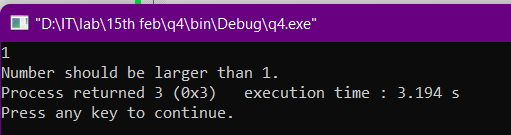 "D:\IT\lab\15th feb\q4\bin\Debug\q4.exe"
1
Number should be larger than 1.
Process returned 3 (0x3)   execution time : 3.194 s
Press any key to continue.